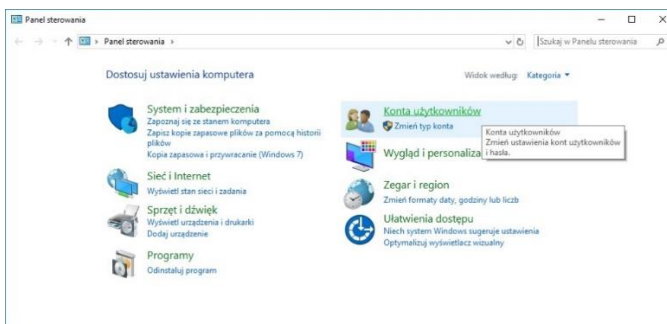 Panel sterowania
Panel sterowania
Szukaj w Panelu sterowania
Dostosuj ustawienia komputera
Widok według: Kategoria
System i zabezpieczenia
Zapoznaj się ze stanem komputera
Zapisz kopie zapasowe plików za pomocą historii
plików
Kopia zapasowa i przywracanie (Windows 7)
Sieć i Internet
Wyświetl stan sieci i zadania
Sprzęt i dźwięk
Wyświetl urządzenia i drukarki
Dodaj urządzenie
Programy
Odinstaluj program
Konta użytkowników
Zmień typ konta
Konta użytkowników
Zmień ustawienia kont użytkowników
i hasła.
Wygląd i personaliza
Zegar i region
Zmień formaty daty, godziny lub liczb
Ułatwienia dostępu
Niech system Windows sugeruje ustawienia
Optymalizuj wyświetlacz wizualny